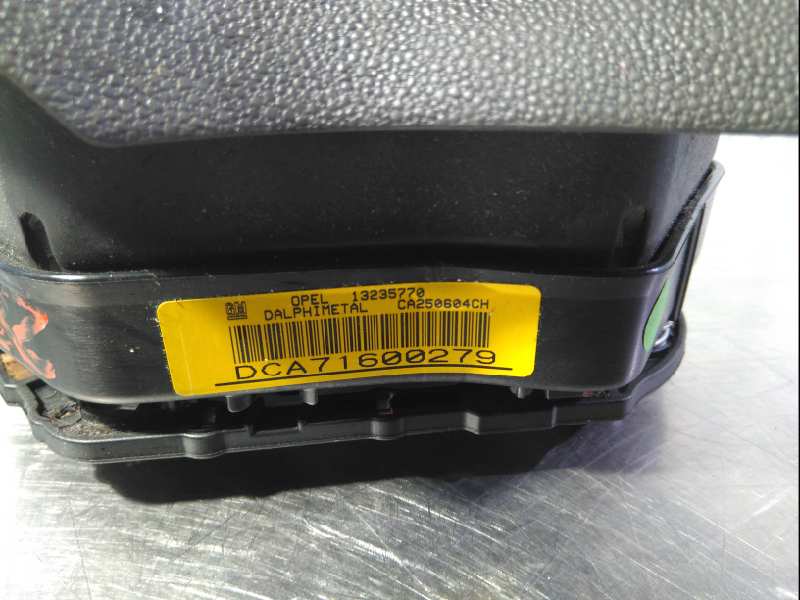 GM OPEL 13235770
DALPHIMETAL CA250604CH
DCA71600279